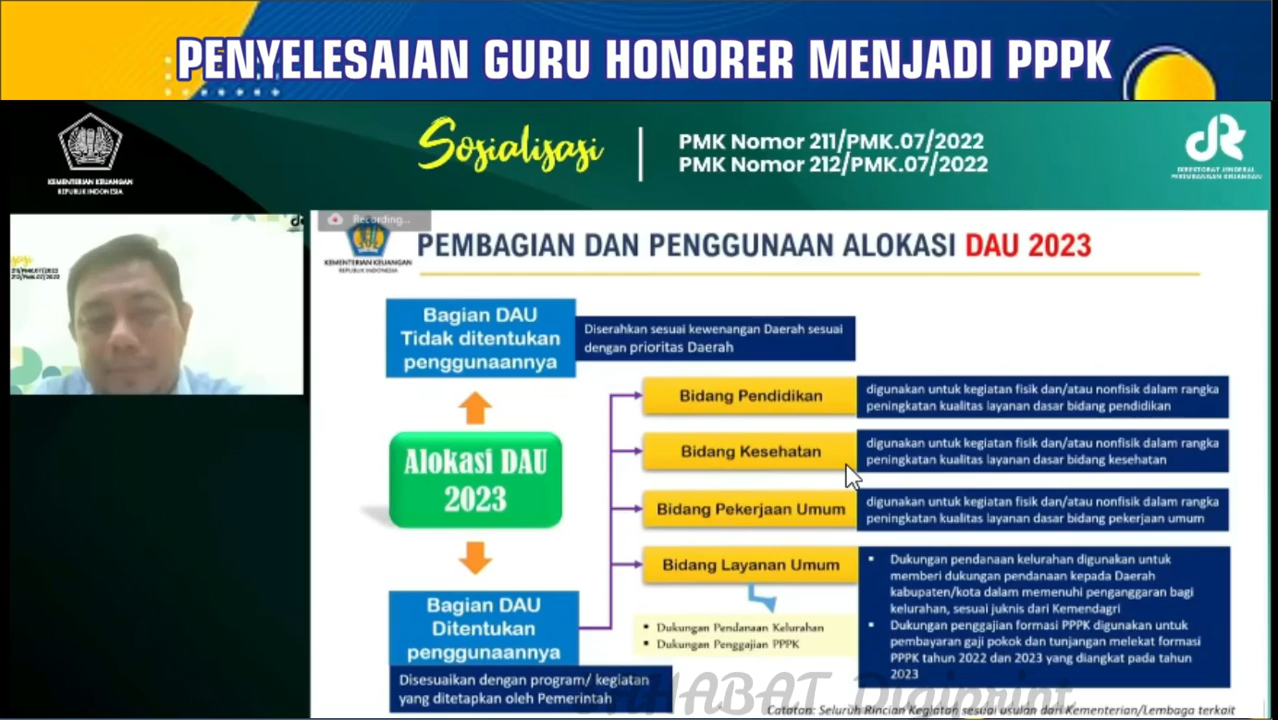 PENYELESAIAN GURU HONORER MENJADI PPPK
KEMENTERIAN KEUANGAN
REPUBLIK INDONESIA
Sosialisasi
PMK Nomor 211/PMK.07/2022
PMK Nomor 212/PMK.07/2022
DIREKTORAT JENDERAL
PERIMBANGAN KEUANGAN
Recording...
KEMENTERIAN KEUANGAN
REPUBLIK INDONESIA
PEMBAGIAN DAN PENGGUNAAN ALOKASI DAU 2023
Bagian DAU
Tidak ditentukan
penggunaannya
Diserahkan sesuai kewenangan Daerah sesuai
dengan prioritas Daerah
Alokasi DAU
2023
Bidang Pendidikan
digunakan untuk kegiatan fisik dan/atau nonfisik dalam rangka
peningkatan kualitas layanan dasar bidang pendidikan
Bidang Kesehatan
digunakan untuk kegiatan fisik dan/atau nonfisik dalam rangka
peningkatan kualitas layanan dasar bidang kesehatan
Bidang Pekerjaan Umum
digunakan untuk kegiatan fisik dan/atau nonfisik dalam rangka
peningkatan kualitas layanan dasar bidang pekerjaan umum
Bidang Layanan Umum
▪ Dukungan Pendanaan Kelurahan
▪ Dukungan Penggajian PPPK
▪ Dukungan pendanaan kelurahan digunakan untuk
memberi dukungan pendanaan kepada Daerah
kabupaten/kota dalam memenuhi penganggaran bagi
kelurahan, sesuai juknis dari Kemendagri
▪ Dukungan penggajian formasi PPPK digunakan untuk
pembayaran gaji pokok dan tunjangan melekat formasi
PPPK tahun 2022 dan 2023 yang diangkat pada tahun
2023
Bagian DAU
Ditentukan
penggunaannya
Disesuaikan dengan program/ kegiatan
yang ditetapkan oleh Pemerintah
Digiprint
Catatan: Seluruh Rincian Kegiatan sesuai usulan dari Kementerian/Lembaga terkait